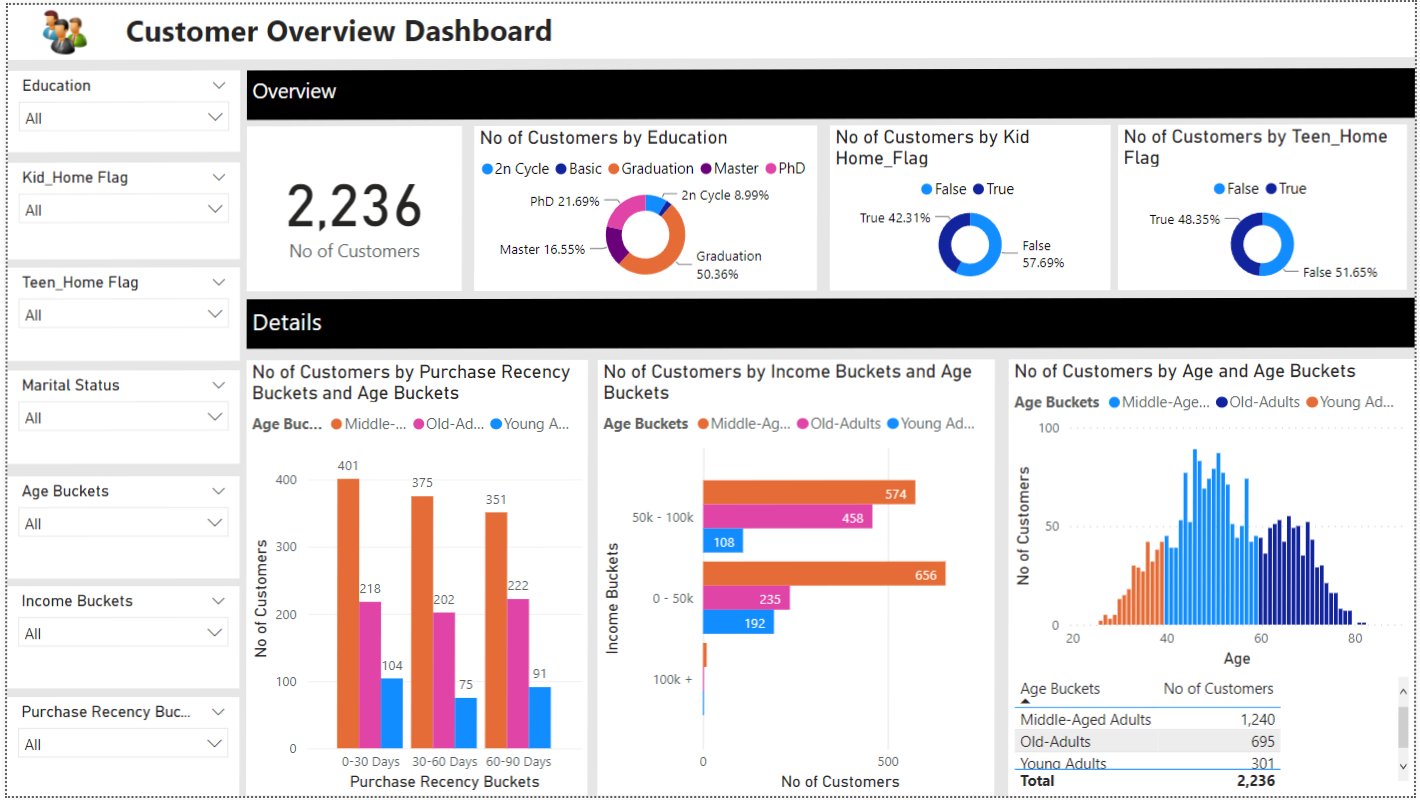 Customer Overview Dashboard
Education
All
Kid_Home Flag
All
Teen_Home Flag
All
Marital Status
All
Age Buckets
All
Income Buckets
All
Purchase Recency Buc...
All
Overview
2,236
No of Customers
No of Customers by Education
2n Cycle Basic Graduation Master PhD
PhD 21.69%
2n Cycle 8.99%
Master 16.55%
Graduation
50.36%
No of Customers by Kid
Home_Flag
False True
True 42.31%
False
57.69%
No of Customers by Teen_Home
Flag
False True
True 48.35%
False 51.65%
Details
No of Customers by Purchase Recency
Buckets and Age Buckets
Age Buc... Middle-... Old-Ad... Young A...
No of Customers
400
300
200
100
0
401
218
104
375
202
75
351
222
91
0-30 Days 30-60 Days 60-90 Days
Purchase Recency Buckets
No of Customers by Income Buckets and Age
Buckets
Age Buckets Middle-Ag... Old-Adults Young Ad...
Income Buckets
50k - 100k
574
458
108
0 - 50k
656
235
192
100k +
0 500
No of Customers
No of Customers by Age and Age Buckets
Age Buckets Middle-Age... Old-Adults Young Ad...
No of Customers
100
50
0
20 40 60 80
Age
Age Buckets No of Customers
Middle-Aged Adults 1,240
Old-Adults 695
Young Adults 301
Total 2,236